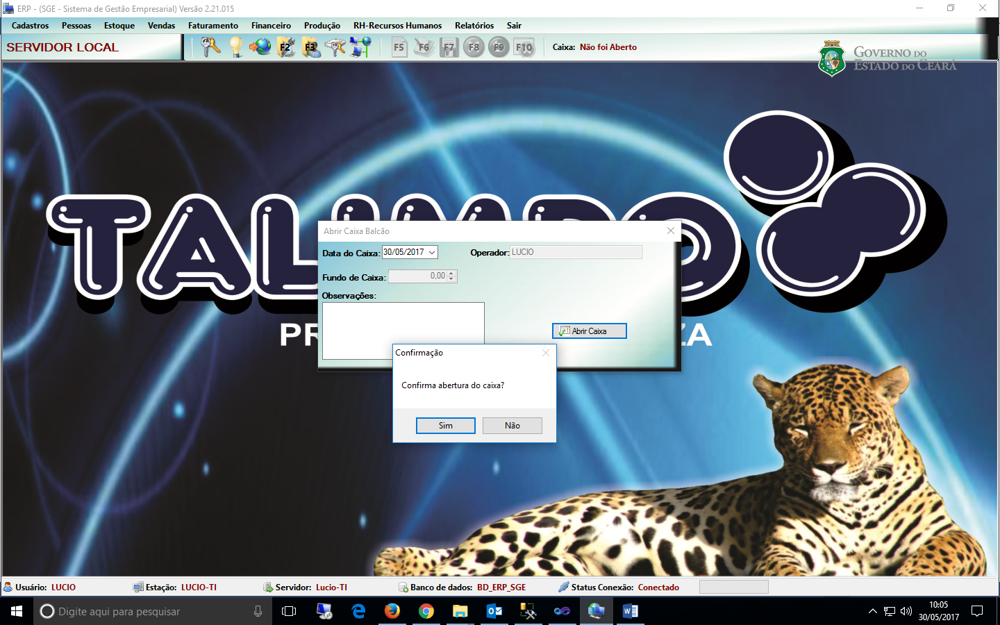 ERP - (SGE - Sistema de Gestão Empresarial) Versão 2.21.015
Cadastros Pessoas Estoque Vendas Faturamento Financeiro Produção RH-Recursos Humanos Relatórios Sair
SERVIDOR LOCAL
F2 F3 F5 F6 F7 F8 F9 F10
Caixa: Não foi Aberto
GOVERNO DO
ESTADO DO CEARÁ
Abrir Caixa Balcão
Data do Caixa: 30/05/2017 Operador: LUCIO
Fundo de Caixa: 0,00
Observações:
Abrir Caixa
Confirmação
Confirma abertura do caixa?
Sim Não
Usuário: LUCIO Estação: LUCIO-TI Servidor: Lucio-TI Banco de dados: BD_ERP_SGE Status Conexão: Conectado
Digite aqui para pesquisar
10:05
30/05/2017